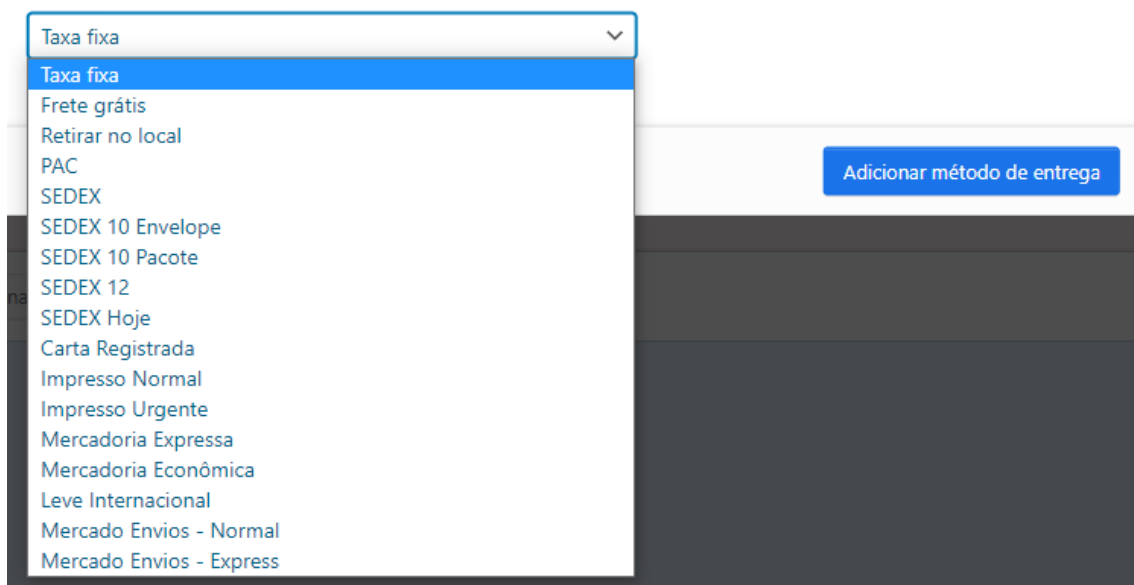 Taxa fixa
Taxa fixa
Frete grátis
Retirar no local
PAC
Adicionar método de entrega
SEDEX
SEDEX 10 Envelope
SEDEX 10 Pacote
SEDEX 12
na
SEDEX Hoje
Carta Registrada
Impresso Normal
Impresso Urgente
Mercadoria Expressa
Mercadoria Econômica
Leve Internacional
Mercado Envios - Normal
Mercado Envios - Express